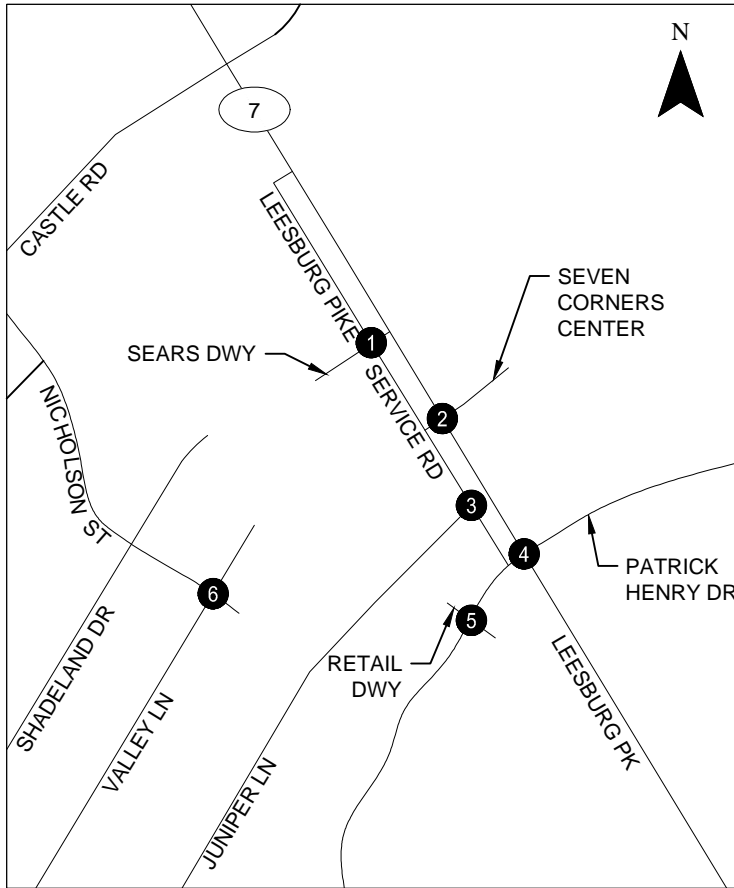 N
7
CASTLE RD
LEESBURG PIKE
SERVICE RD
SEVEN
CORNERS
CENTER
SEARS DWY
1
2
NICHOLSON ST
3
4
PATRICK
HENRY DR
6
5
RETAIL
DWY
SHADELAND DR
VALLEY LN
JUNIPER LN
LEESBURG PK